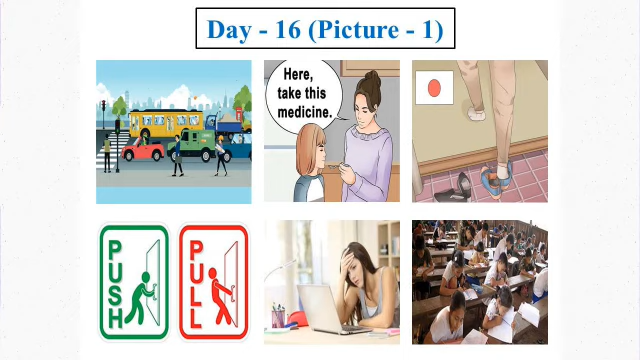 Day - 16 (Picture - 1)
Here,
take this
medicine.
PUSH
PULL